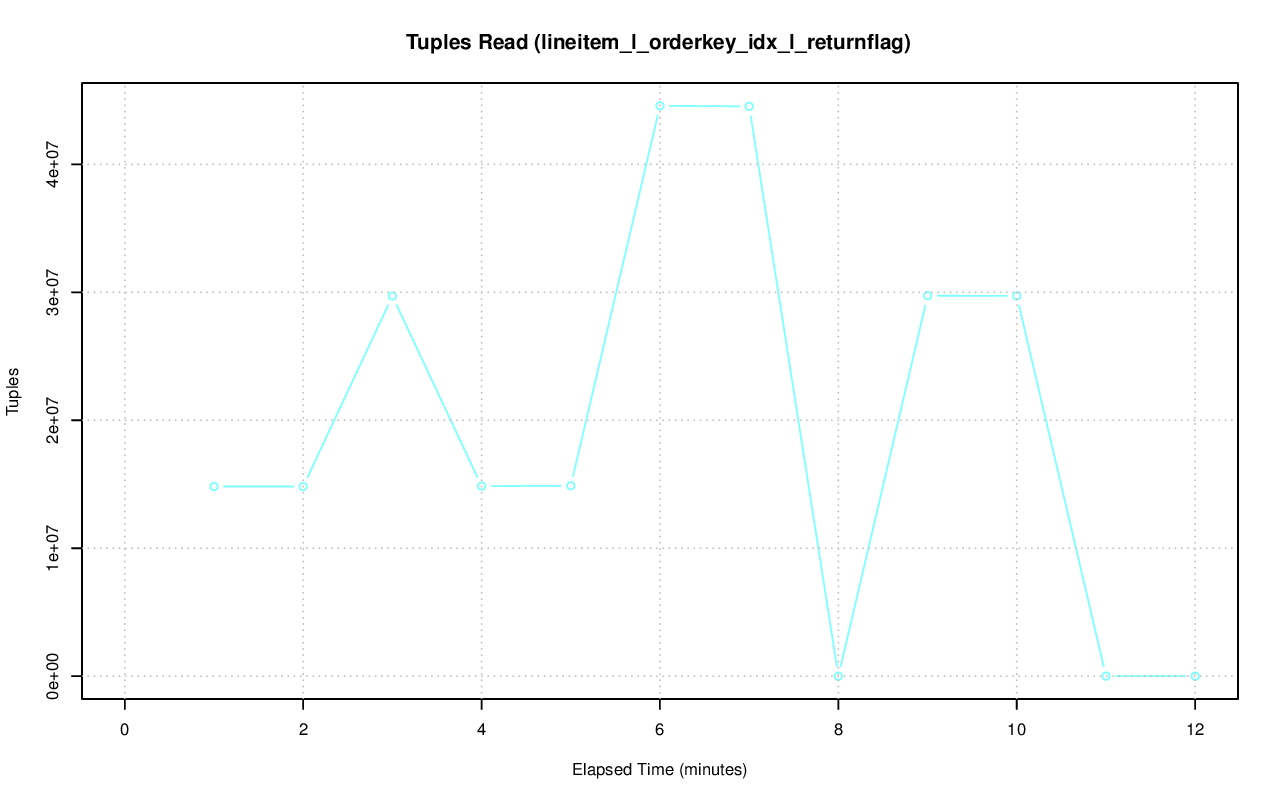 Tuples Read (lineitem_l_orderkey_idx_l_returnflag)
4e+07
3e+07
2e+07
1e+07
0e+00
Tuples
0 2 4 6 8 10 12
Elapsed Time (minutes)